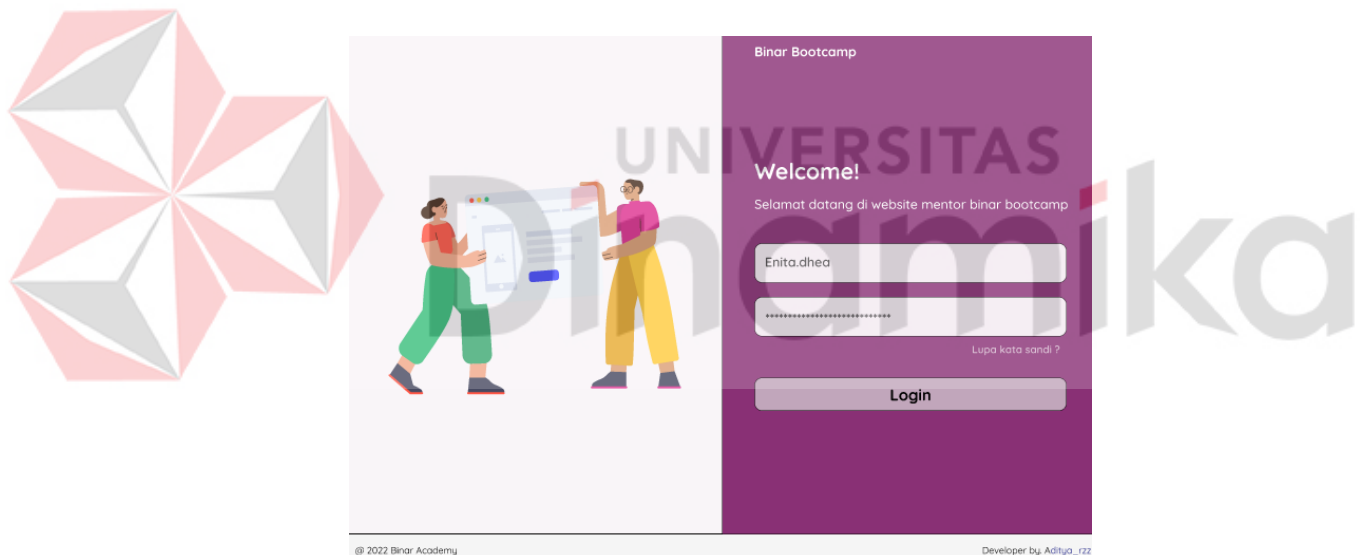 Binar Bootcamp
UNIVERSITAS
Dinamika
Welcome!
Selamat datang di website mentor binar bootcamp
Enita.dhea
****************************
Lupa kata sandi ?
Login
@ 2022 Binar Academy
Developer by. Aditya_rzz